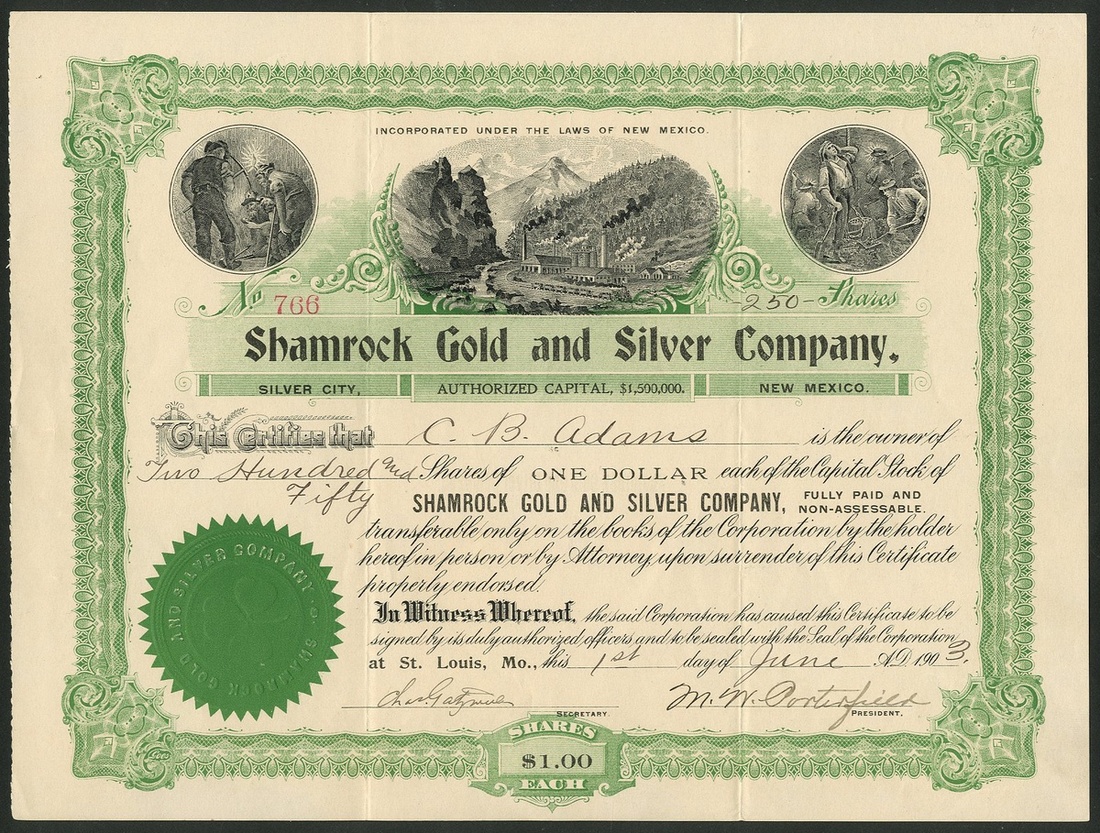 INCORPORATED UNDER THE LAWS OF NEW MEXICO.
No 766
-250- Shares
Shamrock Gold and Silver Company,
SILVER CITY, AUTHORIZED CAPITAL, $1,500,000. NEW MEXICO.
This Certifies that C. B. Adams is the owner of
Two Hundred and Shares of ONE DOLLAR each of the Capital Stock of
Fifty SHAMROCK GOLD AND SILVER COMPANY, FULLY PAID AND
NON-ASSESSABLE.
transferable only on the books of the Corporation by the holder
hereof in person or by Attorney, upon surrender of this Certificate
properly endorsed.
In Witness Whereof, the said Corporation has caused this Certificate to be
signed by its duly authorized officers and to be sealed with the Seal of the Corporation
at St. Louis, Mo., this 1st day of June A.D. 1903.
SHAMROCK GOLD AND SILVER COMPANY
Chas.
SECRETARY.
M. W. Porterfield
PRESIDENT.
SHARES
$1.00
EACH